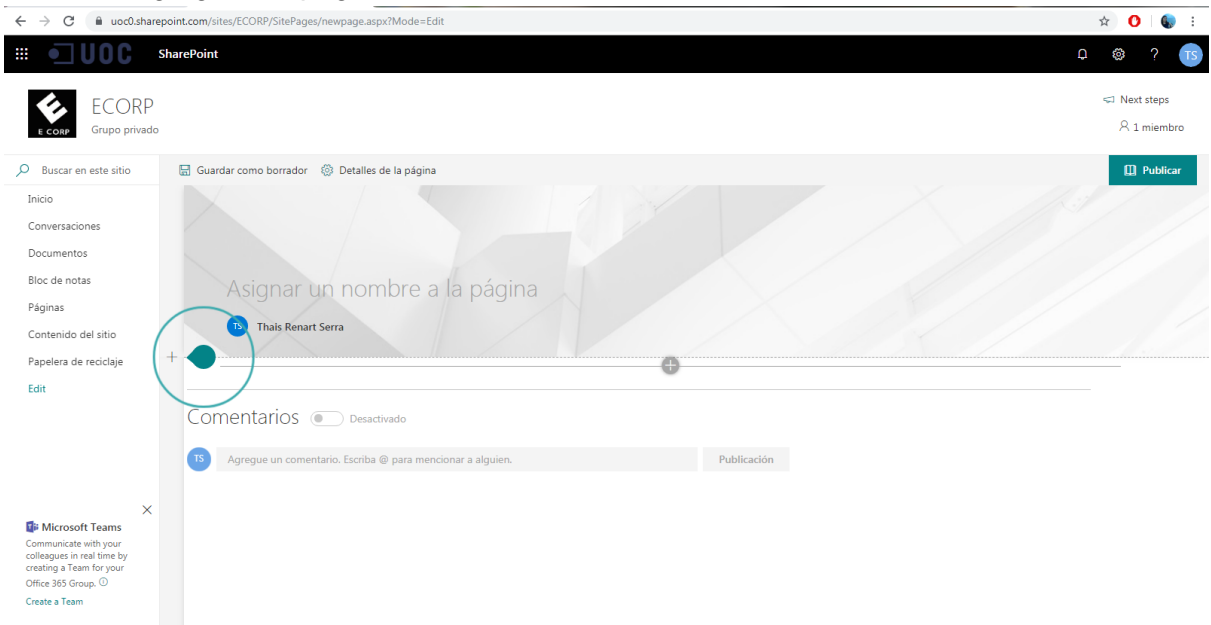 uoc0.sharepoint.com/sites/ECORP/SitePages/newpage.aspx?Mode=Edit
UOC SharePoint
? TS
E CORP
ECORP
Grupo privado
Next steps
1 miembro
Buscar en este sitio
Guardar como borrador Detalles de la página
Publicar
Inicio
Conversaciones
Documentos
Bloc de notas
Páginas
Contenido del sitio
Papelera de reciclaje
Edit
Asignar un nombre a la página
TS Thais Renart Serra
Comentarios Desactivado
TS Agregue un comentario. Escriba @ para mencionar a alguien. Publicación
Microsoft Teams
Communicate with your
colleagues in real time by
creating a Team for your
Office 365 Group.
Create a Team